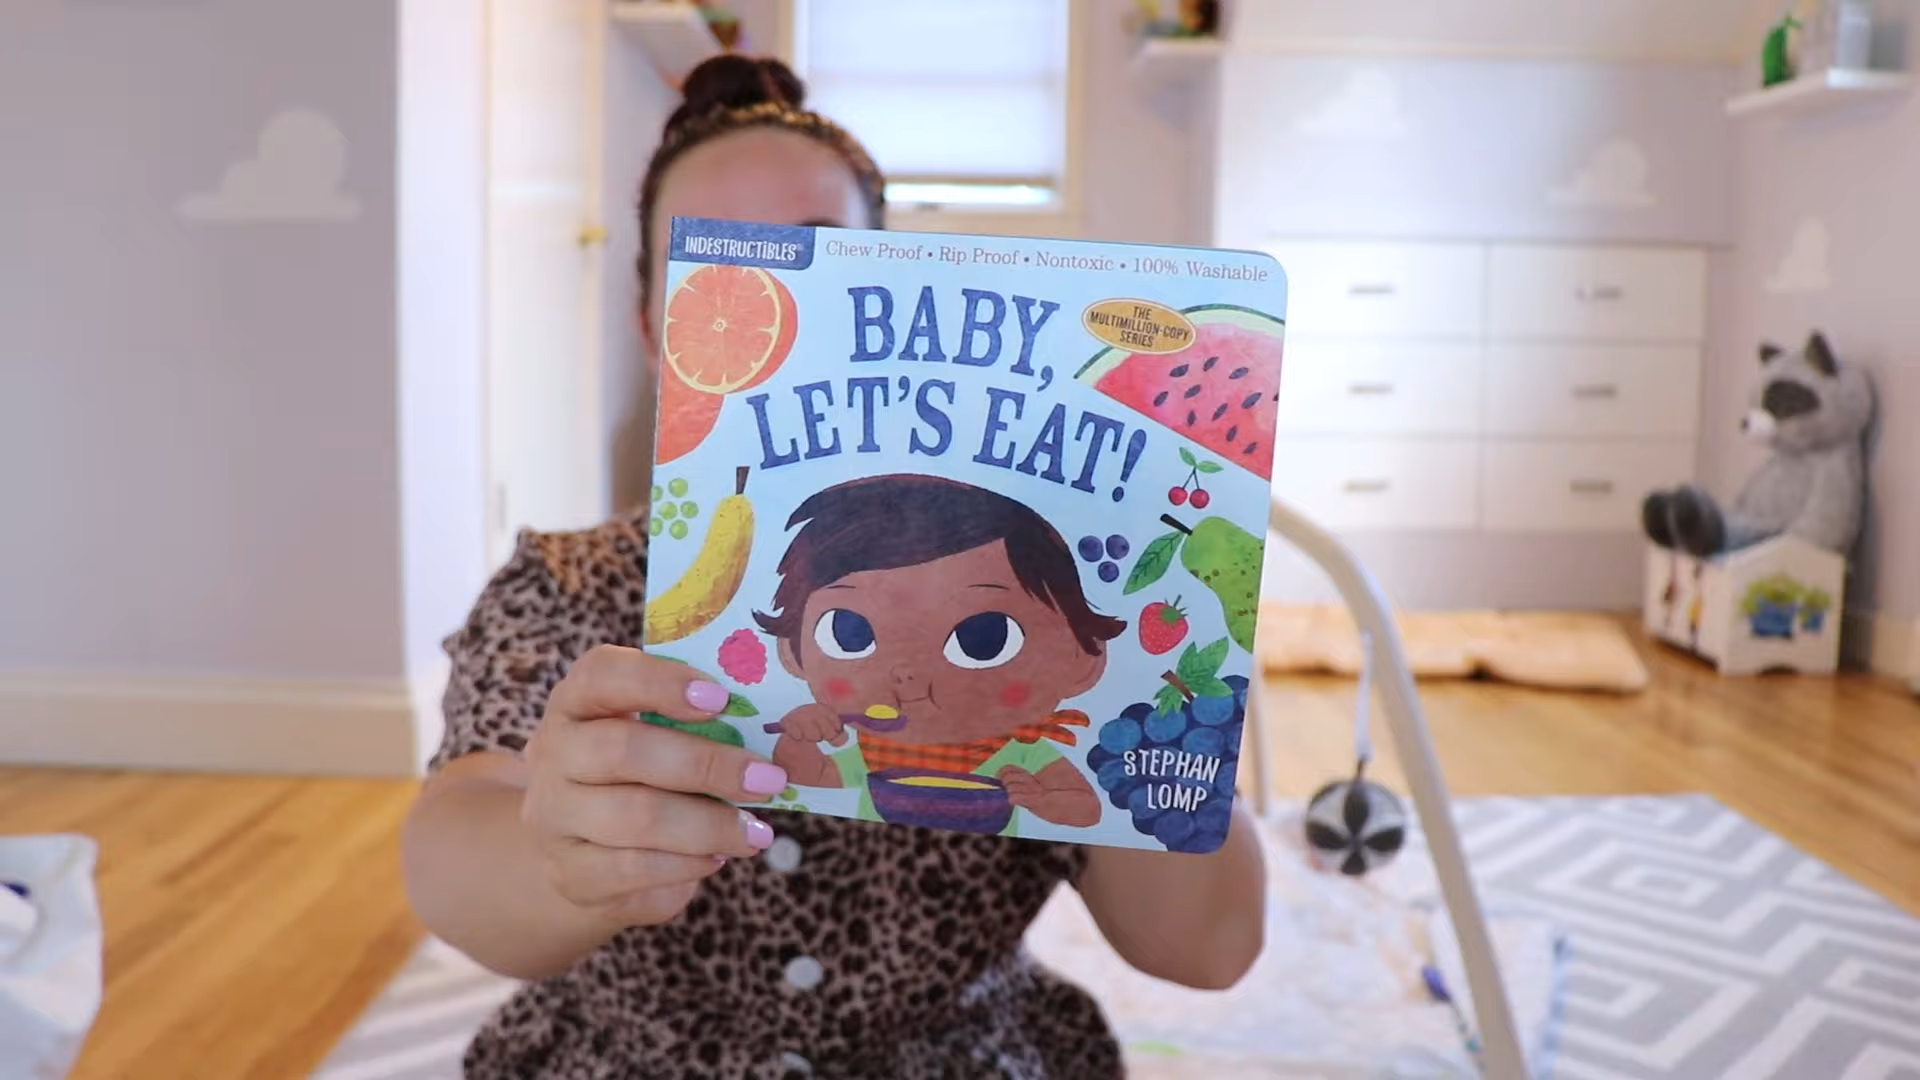 INDESTRUCTIBLES®
Chew Proof • Rip Proof • Nontoxic • 100% Washable
BABY,
LET'S EAT!
THE
MULTIMILLION-COPY
SERIES
STEPHAN
LOMP